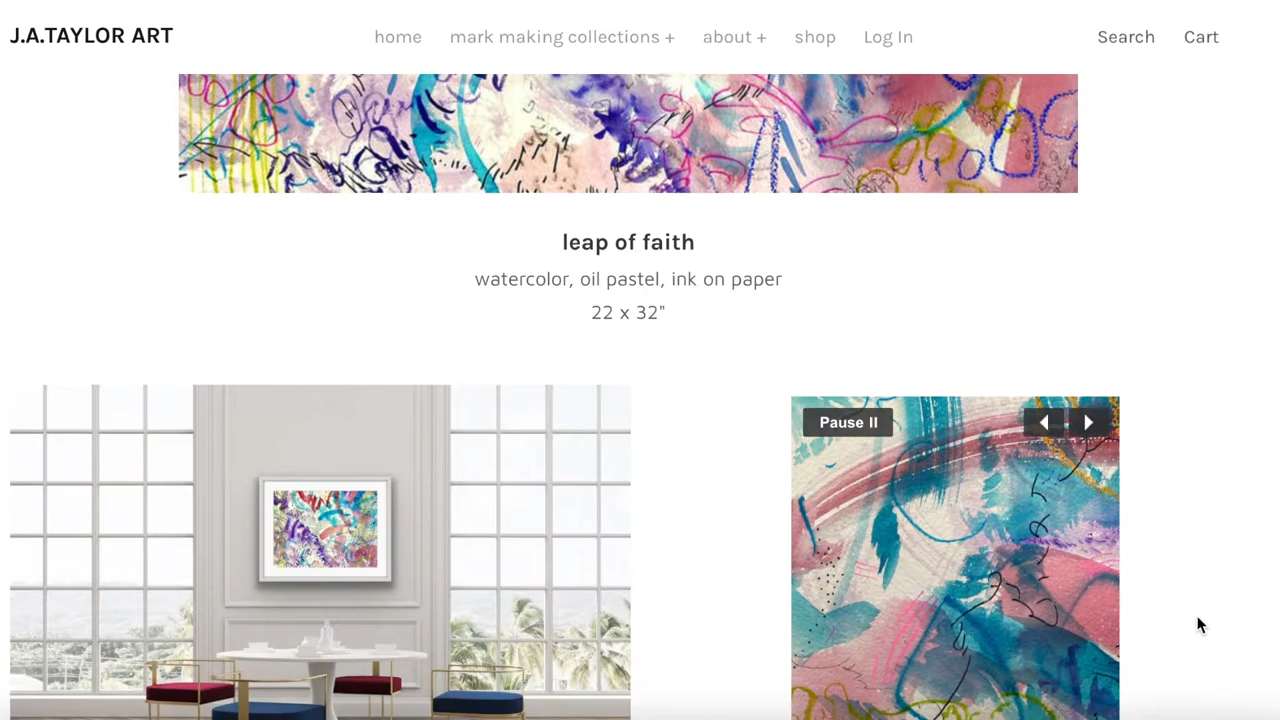 J.A.TAYLOR ART
home mark making collections + about + shop Log In
Search Cart
leap of faith
watercolor, oil pastel, ink on paper
22 x 32"
Pause II